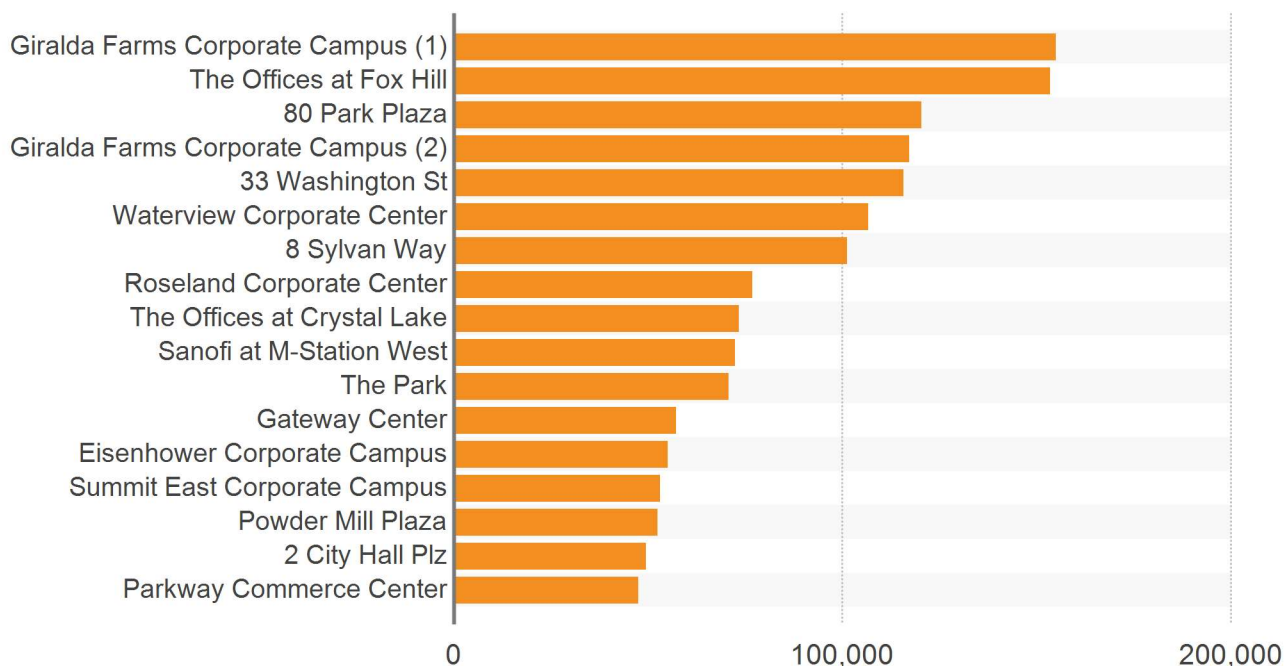 Giralda Farms Corporate Campus (1)
The Offices at Fox Hill
80 Park Plaza
Giralda Farms Corporate Campus (2)
33 Washington St
Waterview Corporate Center
8 Sylvan Way
Roseland Corporate Center
The Offices at Crystal Lake
Sanofi at M-Station West
The Park
Gateway Center
Eisenhower Corporate Campus
Summit East Corporate Campus
Powder Mill Plaza
2 City Hall Plz
Parkway Commerce Center
0 100,000 200,000